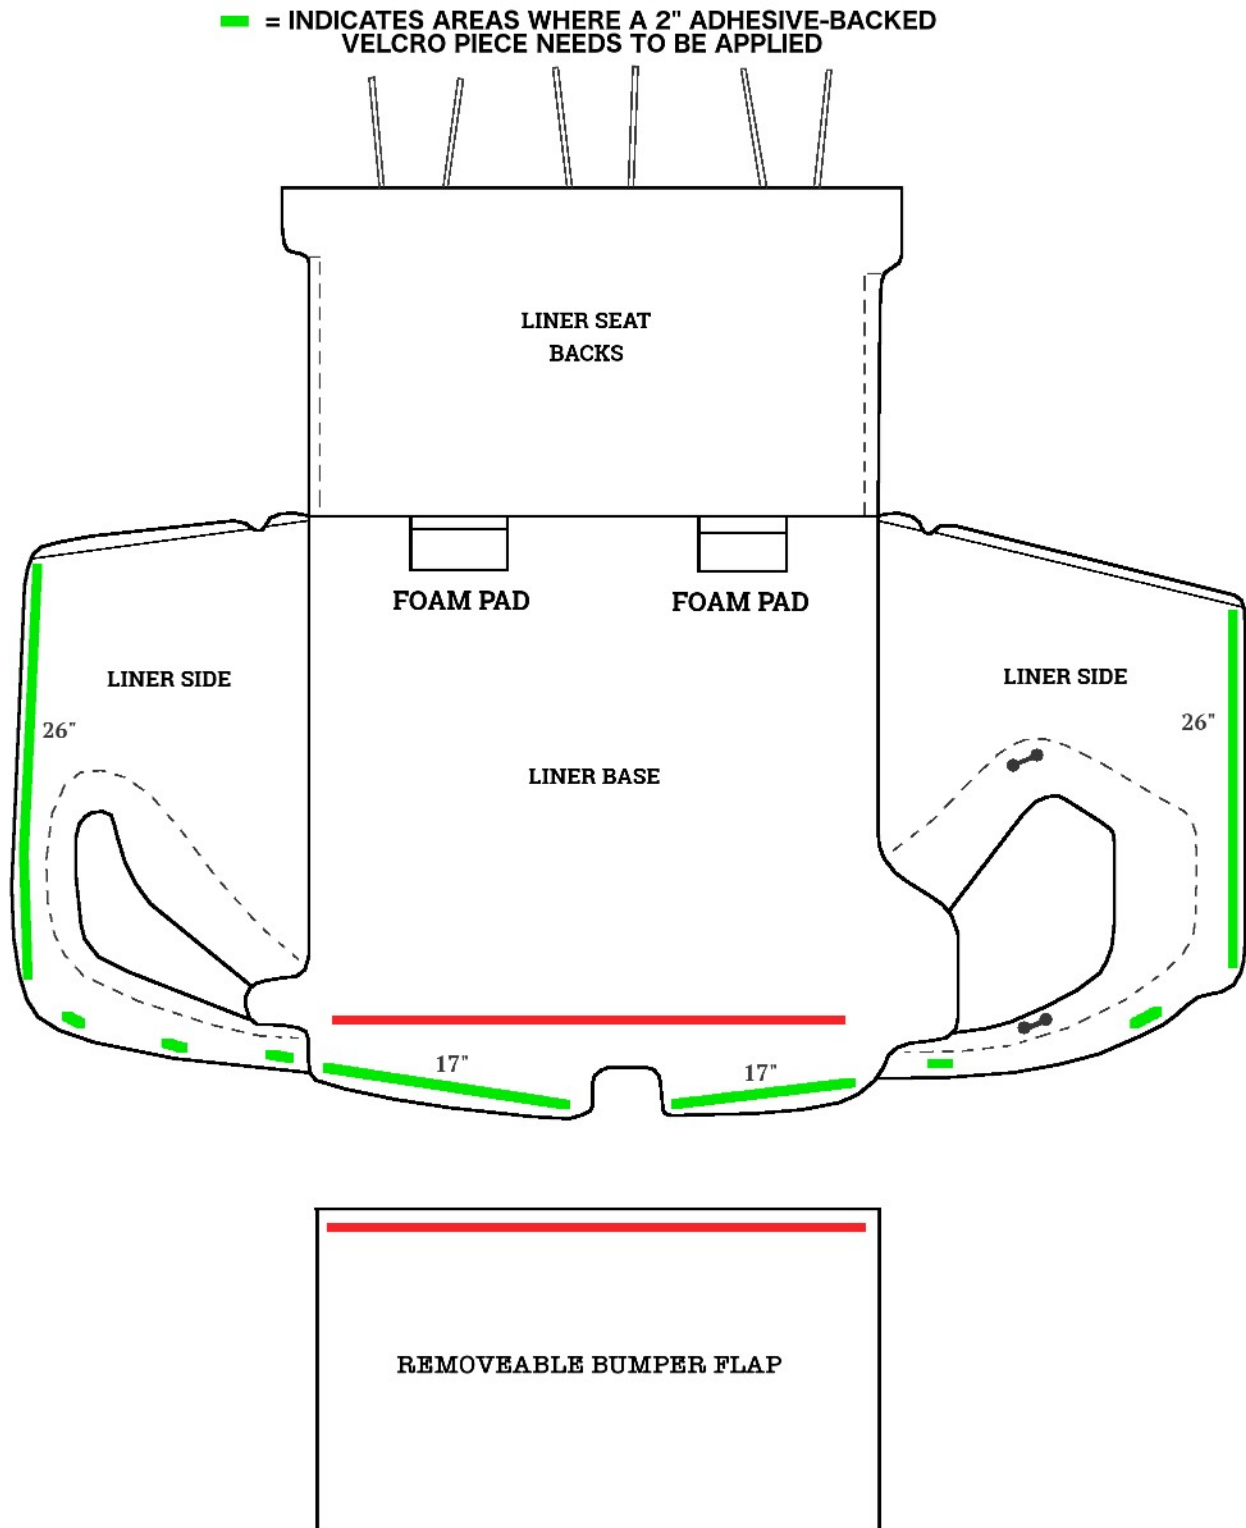 = INDICATES AREAS WHERE A 2" ADHESIVE-BACKED
VELCRO PIECE NEEDS TO BE APPLIED
LINER SEAT
BACKS
FOAM PAD
FOAM PAD
LINER SIDE
LINER SIDE
26"
26"
LINER BASE
17"
17"
REMOVEABLE BUMPER FLAP